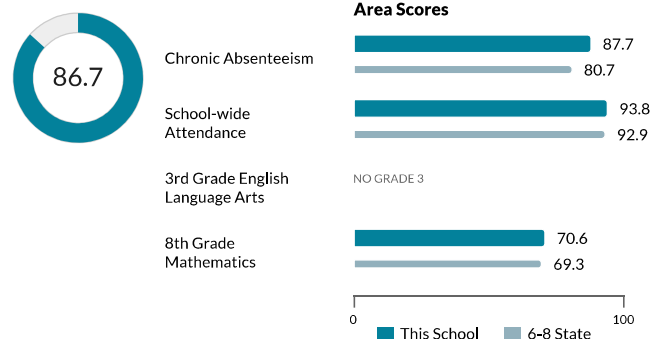 Area Scores
86.7
Chronic Absenteeism
87.7
80.7
School-wide
Attendance
93.8
92.9
3rd Grade English
Language Arts
NO GRADE 3
8th Grade
Mathematics
70.6
69.3
0
100
This School
6-8 State